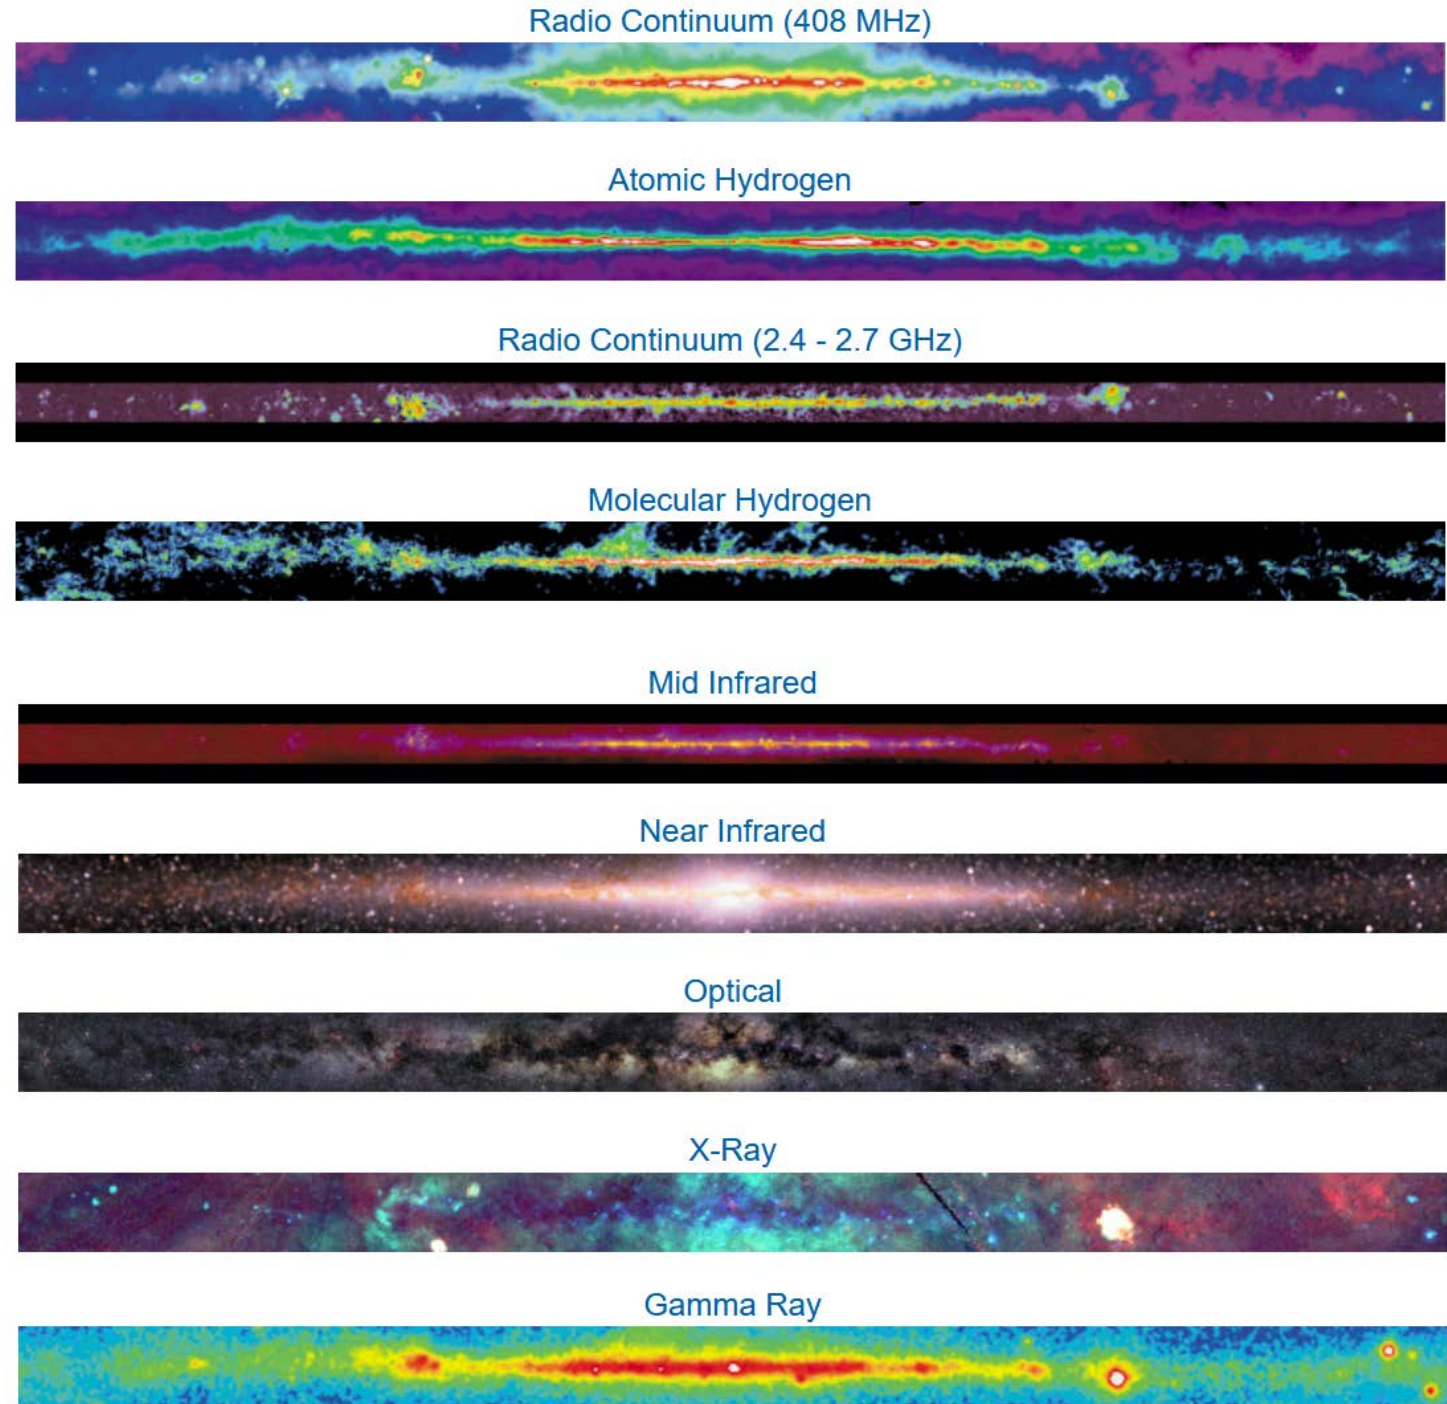 Radio Continuum (408 MHz)
Atomic Hydrogen
Radio Continuum (2.4 - 2.7 GHz)
Molecular Hydrogen
Mid Infrared
Near Infrared
Optical
X-Ray
Gamma Ray